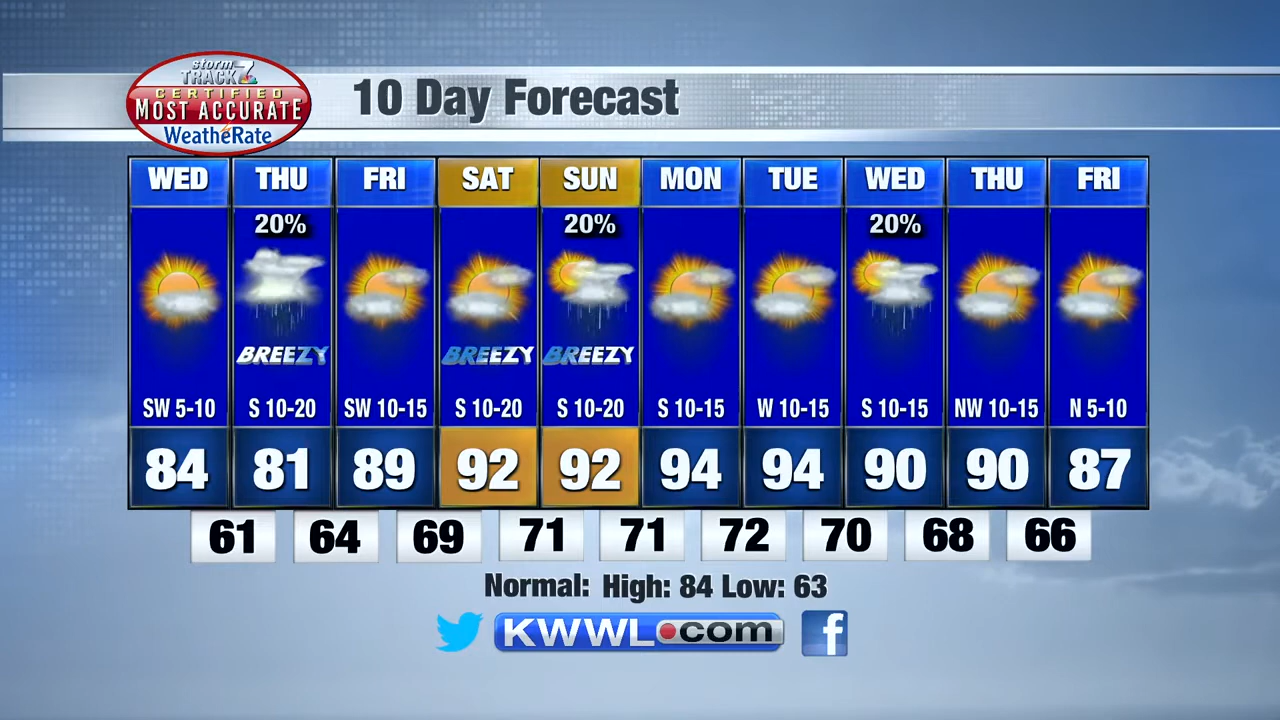 storm
TRACK 7
CERTIFIED
MOST ACCURATE
WeatheRate
10 Day Forecast
WED THU FRI SAT SUN MON TUE WED THU FRI
20% 20% 20%
BREEZY BREEZY BREEZY
SW 5-10 S 10-20 SW 10-15 S 10-20 S 10-20 S 10-15 W 10-15 S 10-15 NW 10-15 N 5-10
84 81 89 92 92 94 94 90 90 87
61 64 69 71 71 72 70 68 66
Normal: High: 84 Low: 63
KWWL.com
f